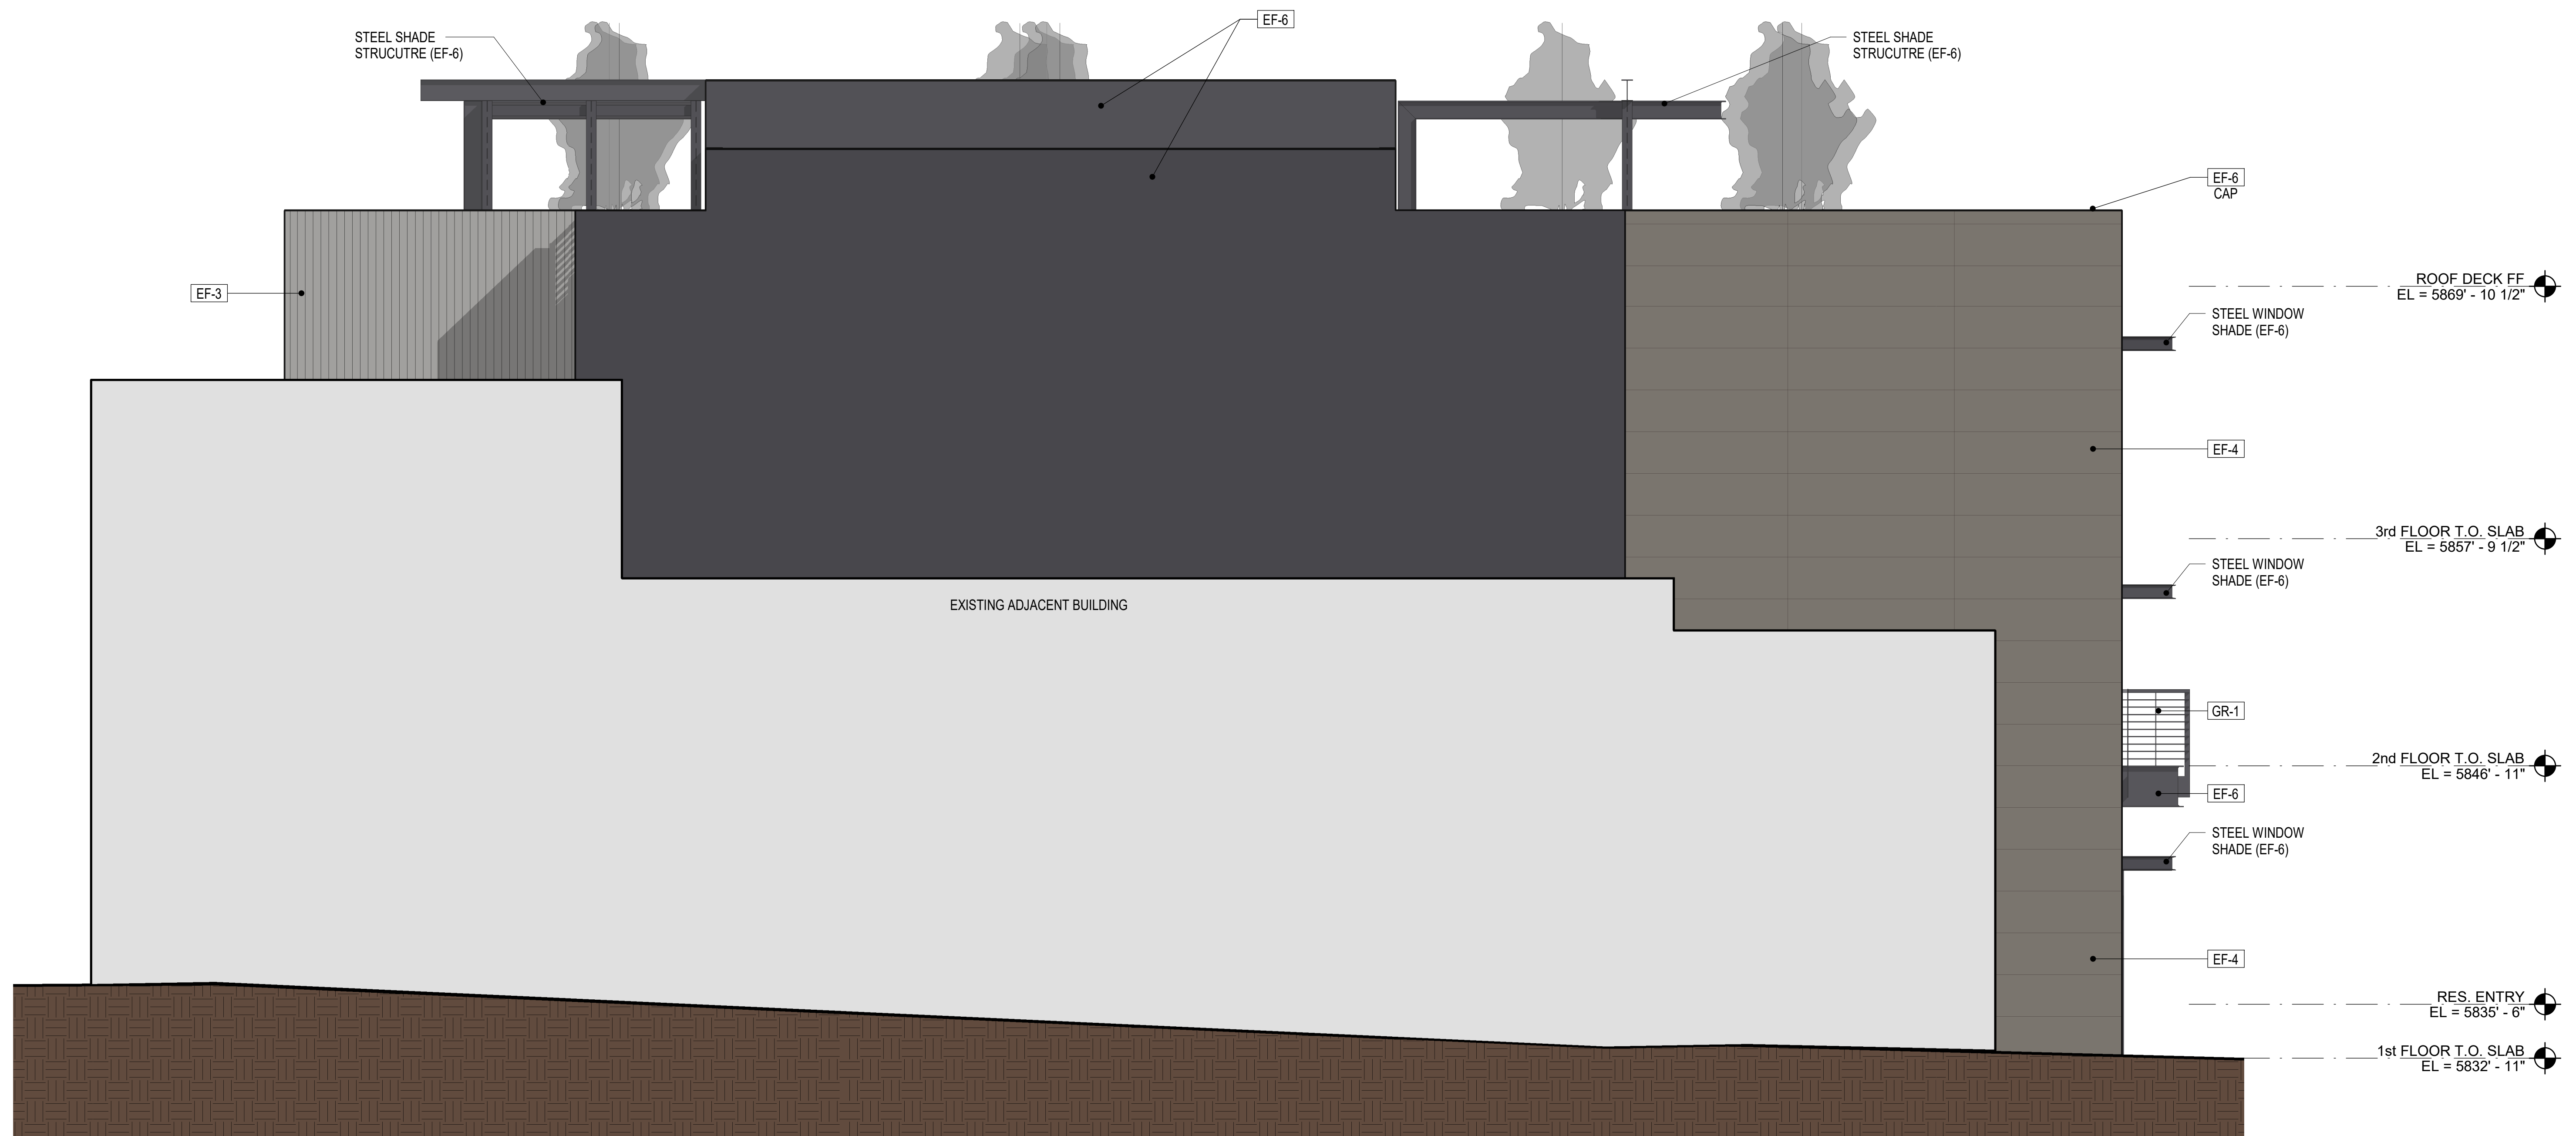 EF-6
STEEL SHADE
STRUCUTRE (EF-6)
STEEL SHADE
STRUCUTRE (EF-6)
EF-6
CAP
EF-3
ROOF DECK FF
EL = 5869' - 10 1/2"
STEEL WINDOW
SHADE (EF-6)
EF-4
3rd FLOOR T.O. SLAB
EL = 5857' - 9 1/2"
STEEL WINDOW
SHADE (EF-6)
EXISTING ADJACENT BUILDING
GR-1
2nd FLOOR T.O. SLAB
EL = 5846' - 11"
EF-6
STEEL WINDOW
SHADE (EF-6)
EF-4
RES. ENTRY
EL = 5835' - 6"
1st FLOOR T.O. SLAB
EL = 5832' - 11"